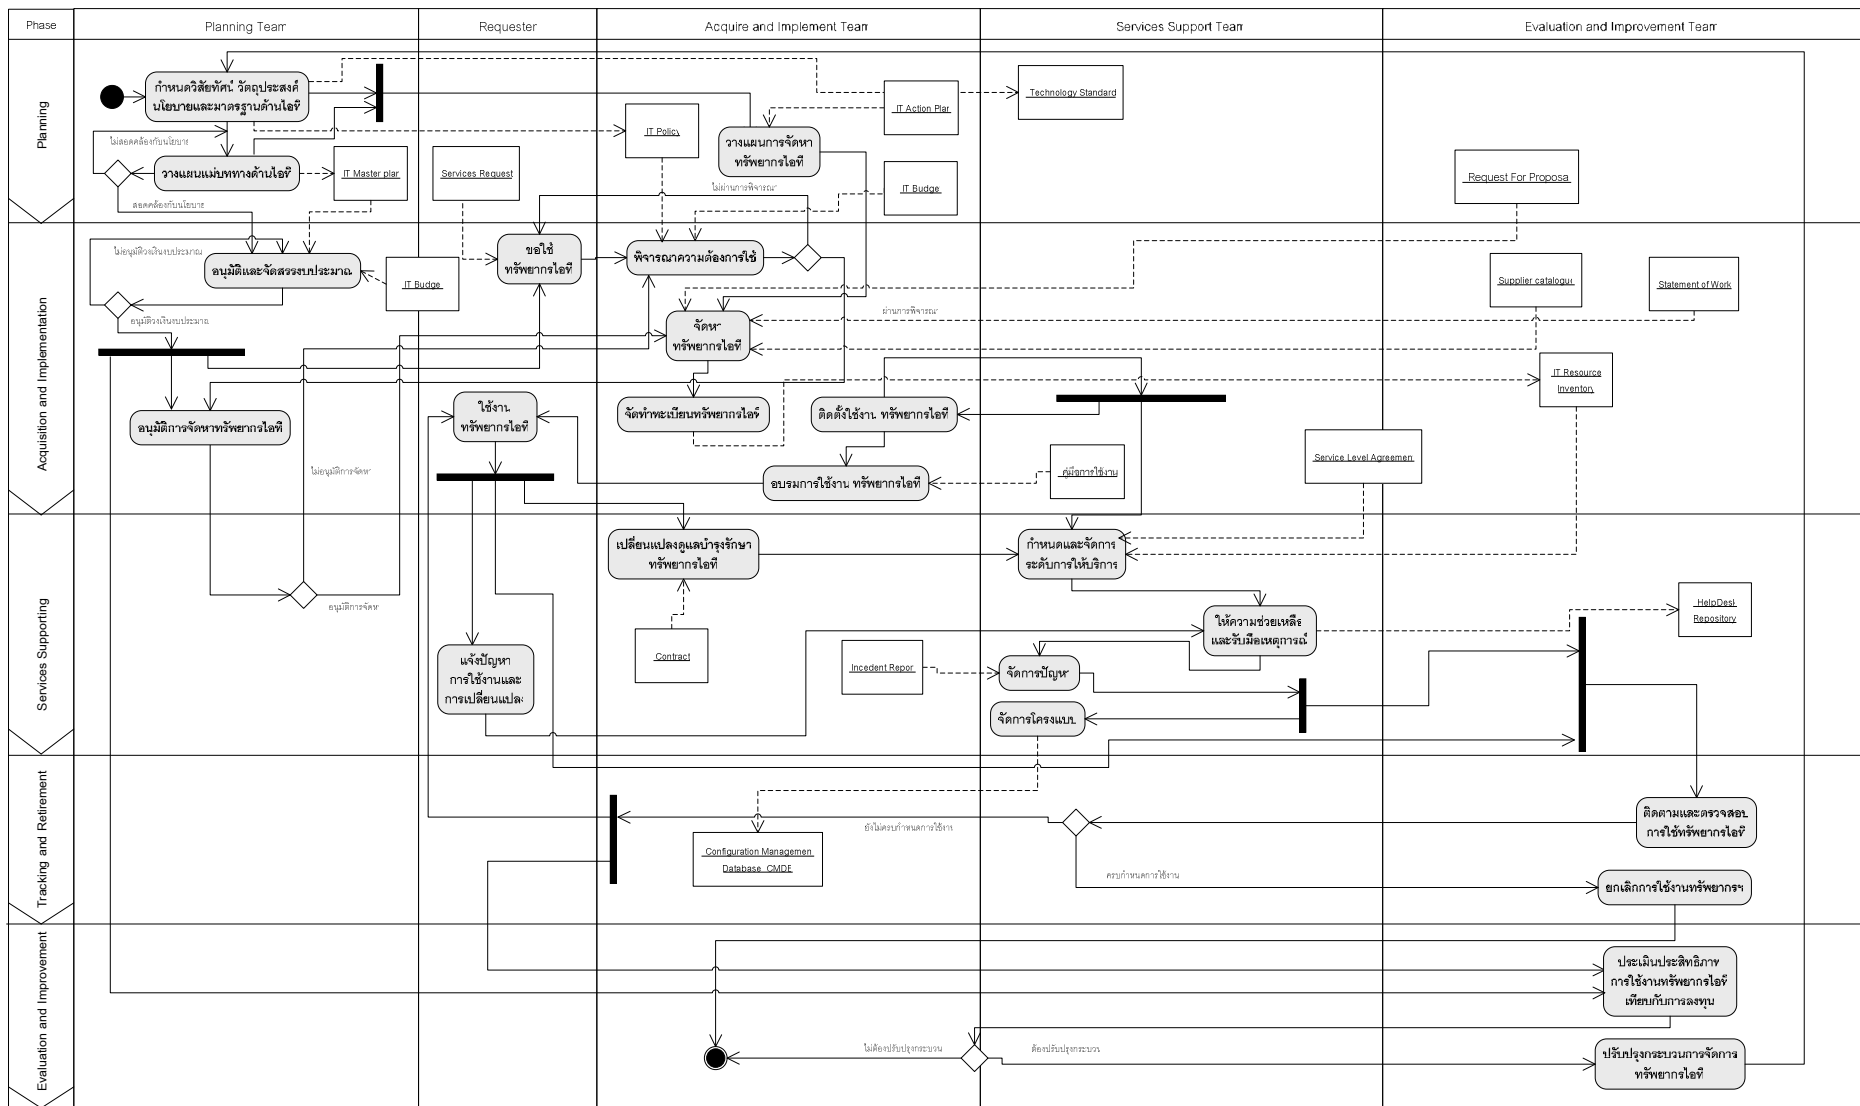 Phase
Planning Team
Requester
Acquire and Implement Team
Services Support Team
Evaluation and Improvement Team
Planning
กำหนดวิสัยทัศน์ วัตถุประสงค์
นโยบายและมาตรฐานด้านไอที
ไม่สอดคล้องกับนโยบาย
วางแผนแม่บททางด้านไอที
สอดคล้องกับนโยบาย
IT Master plan
Services Request
IT Policy
วางแผนการจัดหา
ทรัพยากรไอที
ไม่ผ่านการพิจารณา
IT Action Plan
IT Budget
Technology Standard
Request For Proposal
Acquisition and Implementation
ไม่อนุมัติวงเงินงบประมาณ
อนุมัติและจัดสรรงบประมาณ
IT Budget
อนุมัติวงเงินงบประมาณ
ขอใช้
ทรัพยากรไอที
พิจารณาความต้องการใช้
จัดหา
ทรัพยากรไอที
ผ่านการพิจารณา
Supplier catalogue
Statement of Work
IT Resource
Inventory
อนุมัติการจัดหาทรัพยากรไอที
ไม่อนุมัติการจัดหา
ใช้งาน
ทรัพยากรไอที
จัดทำทะเบียนทรัพยากรไอที
ติดตั้งใช้งาน ทรัพยากรไอที
อบรมการใช้งาน ทรัพยากรไอที
คู่มือการใช้งาน
Service Level Agreement
Services Supporting
อนุมัติการจัดหา
เปลี่ยนแปลงดูแลบำรุงรักษา
ทรัพยากรไอที
กำหนดและจัดการ
ระดับการให้บริการ
แจ้งปัญหา
การใช้งานและ
การเปลี่ยนแปลง
Contract
Incedent Repor
ให้ความช่วยเหลือ
และรับมือเหตุการณ์
จัดการปัญหา
จัดการโครงแบบ
HelpDesk
Repository
Tracking and Retirement
ยังไม่ครบกำหนดการใช้งาน
Configuration Managemen
Database CMDB
ครบกำหนดการใช้งาน
ติดตามและตรวจสอบ
การใช้ทรัพยากรไอที
ยกเลิกการใช้งานทรัพยากรฯ
Evaluation and Improvement
ประเมินประสิทธิภาพ
การใช้งานทรัพยากรไอที
เทียบกับการลงทุน
ไม่ต้องปรับปรุงกระบวน
ต้องปรับปรุงกระบวน
ปรับปรุงกระบวนการจัดการ
ทรัพยากรไอที